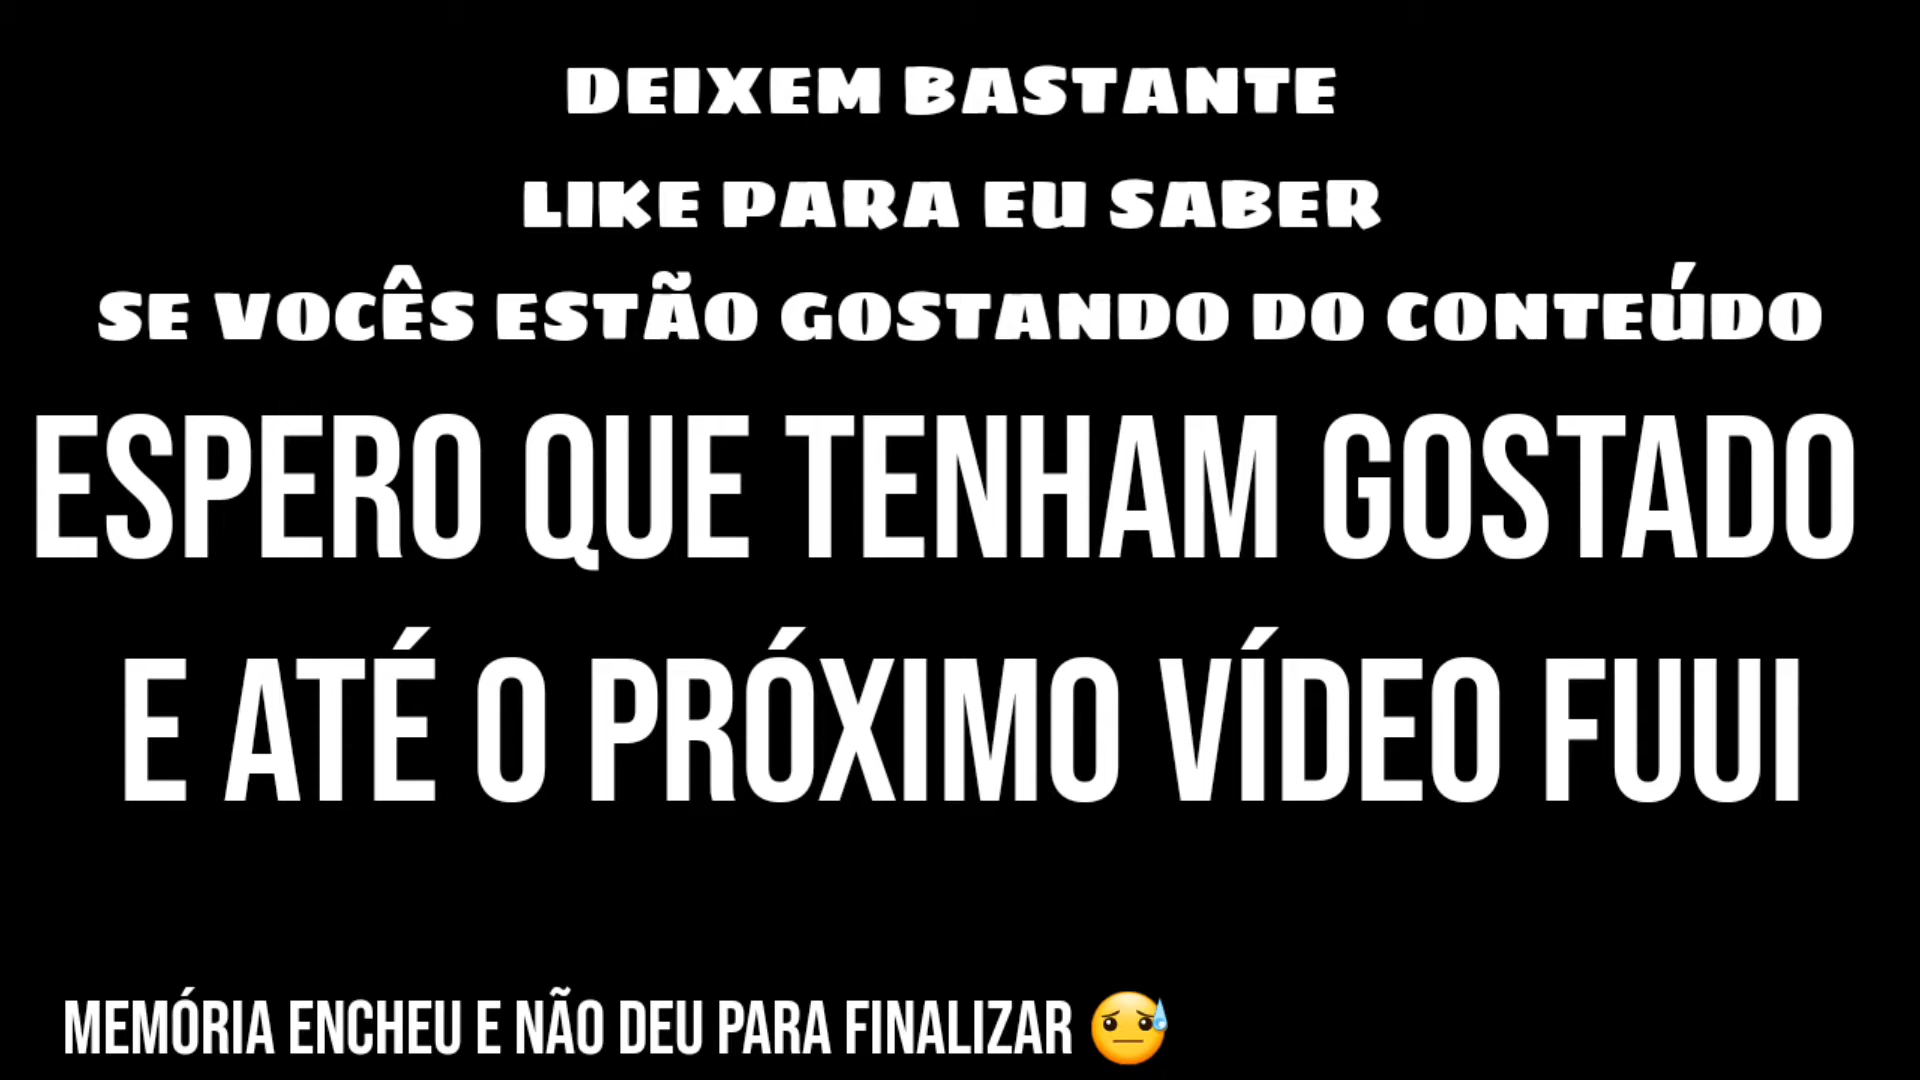 DEIXEM BASTANTE
LIKE PARA EU SABER
SE VOCÊS ESTÃO GOSTANDO DO CONTEÚDO
ESPERO QUE TENHAM GOSTADO
E ATÉ O PRÓXIMO VÍDEO FUUI
MEMÓRIA ENCHEU E NÃO DEU PARA FINALIZAR 😓